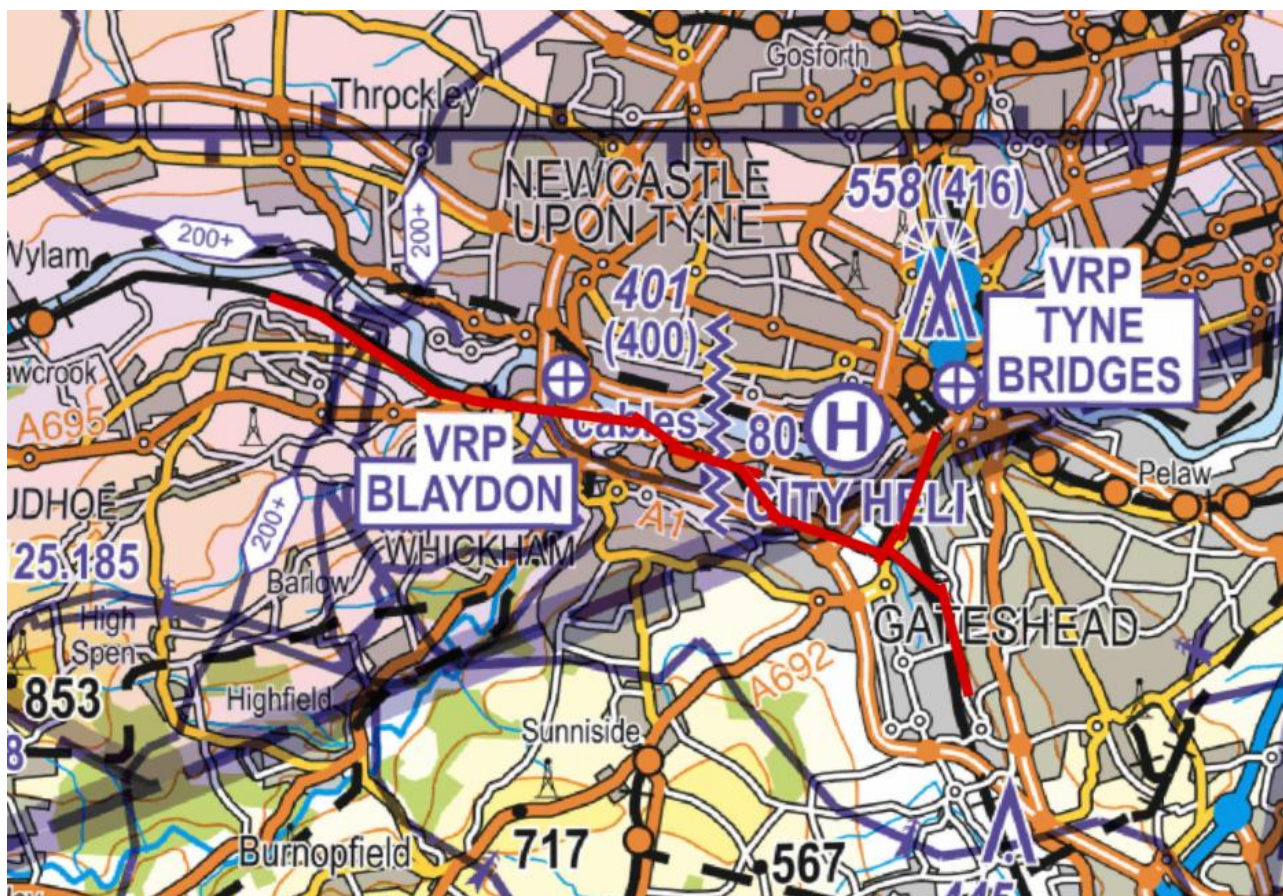 Gosforth
Throckley
NEWCASTLE
UPON TYNE
558 (416)
200+
200+
Wylam
VRP
TYNE
BRIDGES
401
(400)
A695
cables
80
H
VRP
BLAYDON
CITY HELI
Pelaw
A1
200+
WHICKHAM
25.185
Barlow
High
Spen
GATESHEAD
853
Highfield
A692
Sunniside
8
717
567
Burnopfield